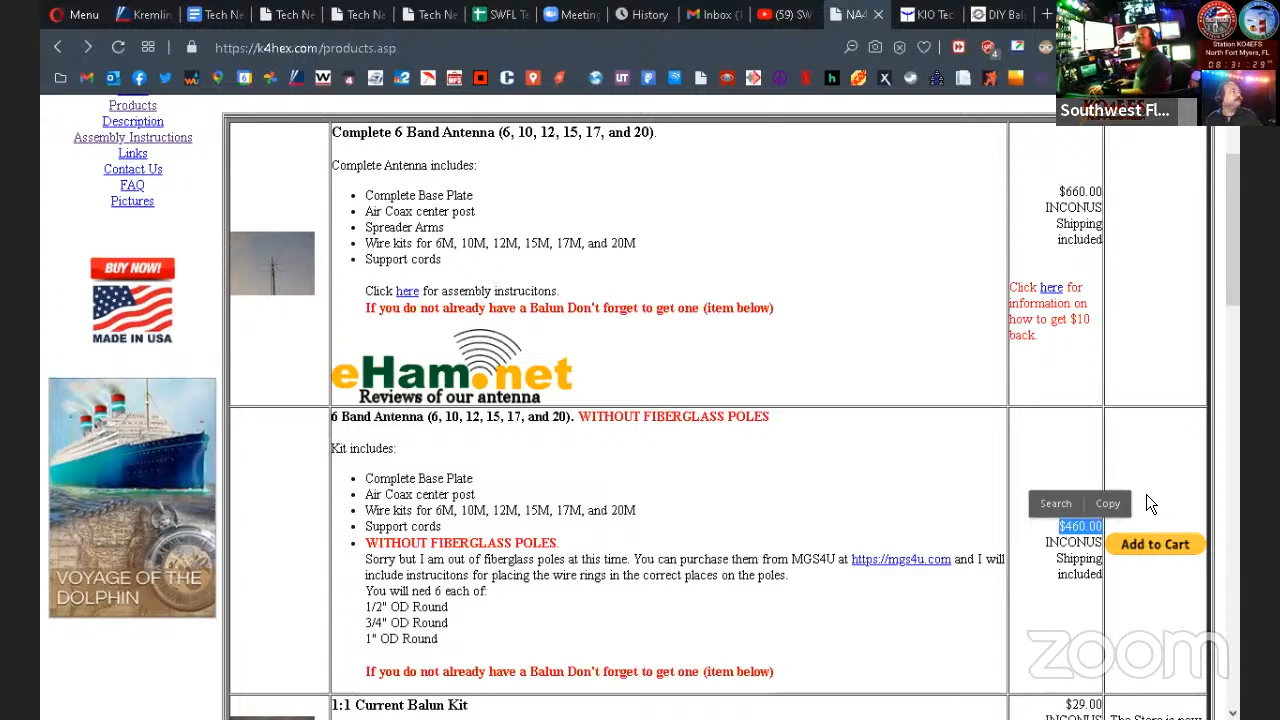 Menu
Kremlin
Tech Ne
Tech Ne
Tech Ne
SWFL Te
Meeting
History
Inbox (1
(59) SW
NA4
KIO Tec
DIY Bal
https://k4hex.com/products.asp
4
Station KO4EFS
North Fort Myers, FL
08:31:29
Southwest Fl...
KO4EFS
Products
Description
Assembly Instructions
Links
Contact Us
FAQ
Pictures
BUY NOW!
MADE IN USA
VOYAGE OF THE
DOLPHIN
Complete 6 Band Antenna (6, 10, 12, 15, 17, and 20).
Complete Antenna includes:
Complete Base Plate
Air Coax center post
Spreader Arms
Wire kits for 6M, 10M, 12M, 15M, 17M, and 20M
Support cords
Click here for assembly instrucitons.
If you do not already have a Balun Don't forget to get one (item below)
eHam.net
Reviews of our antenna
$660.00
INCONUS
Shipping
included
Click here for
information on
how to get $10
back.
6 Band Antenna (6, 10, 12, 15, 17, and 20). WITHOUT FIBERGLASS POLES
Kit includes:
Complete Base Plate
Air Coax center post
Wire kits for 6M, 10M, 12M, 15M, 17M, and 20M
Support cords
WITHOUT FIBERGLASS POLES.
Sorry but I am out of fiberglass poles at this time. You can purchase them from MGS4U at https://mgs4u.com and I will
include instrucitons for placing the wire rings in the correct places on the poles.
You will ned 6 each of:
1/2" OD Round
3/4" OD Round
1" OD Round
If you do not already have a Balun Don't forget to get one (item below)
Search Copy
$460.00
INCONUS
Shipping
included
Add to Cart
zoom
1:1 Current Balun Kit
$29.00
INCONUS
The Store is now